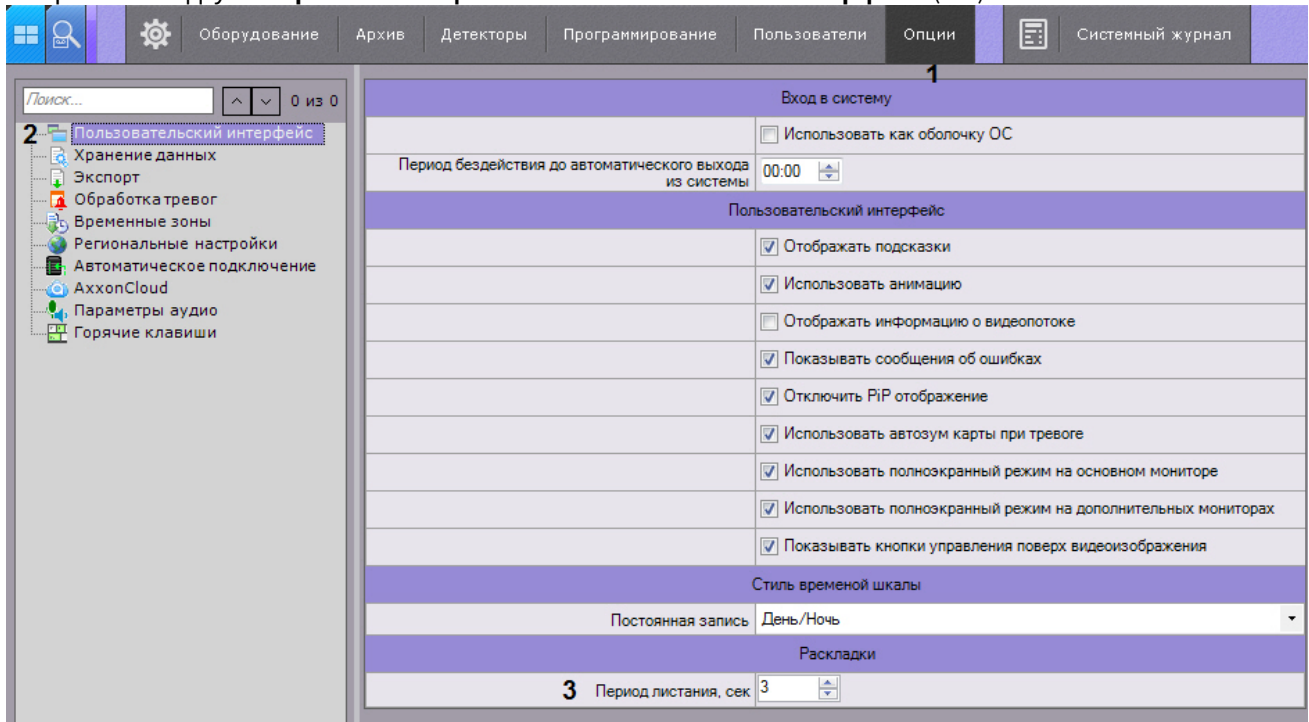 Оборудование Архив Детекторы Программирование Пользователи Опции Системный журнал
1
Поиск... 0 из 0
2 Пользовательский интерфейс
Хранение данных
Экспорт
Обработка тревог
Временные зоны
Региональные настройки
Автоматическое подключение
AxxonCloud
Параметры аудио
Горячие клавиши
Вход в систему
Использовать как оболочку ОС
Период бездействия до автоматического выхода
из системы 00:00
Пользовательский интерфейс
Отображать подсказки
Использовать анимацию
Отображать информацию о видеопотоке
Показывать сообщения об ошибках
Отключить PiP отображение
Использовать автозум карты при тревоге
Использовать полноэкранный режим на основном мониторе
Использовать полноэкранный режим на дополнительных мониторах
Показывать кнопки управления поверх видеоизображения
Стиль временой шкалы
Постоянная запись День/Ночь
Раскладки
3 Период листания, сек 3